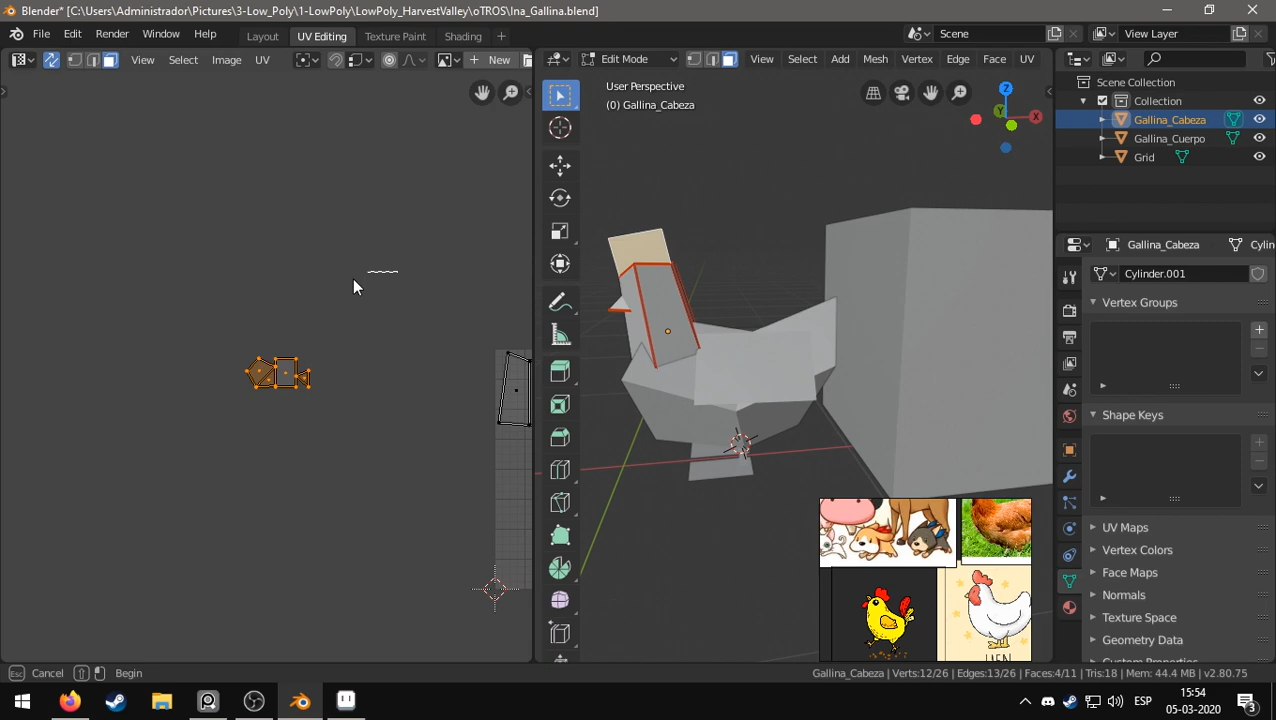 Blender* [C:\Users\Administrador\Pictures\3-Low_Poly\1-LowPoly\LowPoly_HarvestValley\oTROS\Ina_Gallina.blend]
File Edit Render Window Help Layout UV Editing Texture Paint Shading + Scene View Layer
View Select Image UV New Edit Mode View Select Add Mesh Vertex Edge Face UV
User Perspective
(0) Gallina_Cabeza
Z
Y
X
Scene Collection
Collection
Gallina_Cabeza
Gallina_Cuerpo
Grid
Gallina_Cabeza Cylin
Cylinder.001
Vertex Groups
Shape Keys
UV Maps
Vertex Colors
Face Maps
Normals
Texture Space
Geometry Data
Custom Properties
Esc Cancel Begin
Gallina_Cabeza | Verts:12/26 | Edges:13/26 | Faces:4/11 | Tris:18 | Mem: 44.4 MB | v2.80.75
ESP
15:54
05-03-2020
3